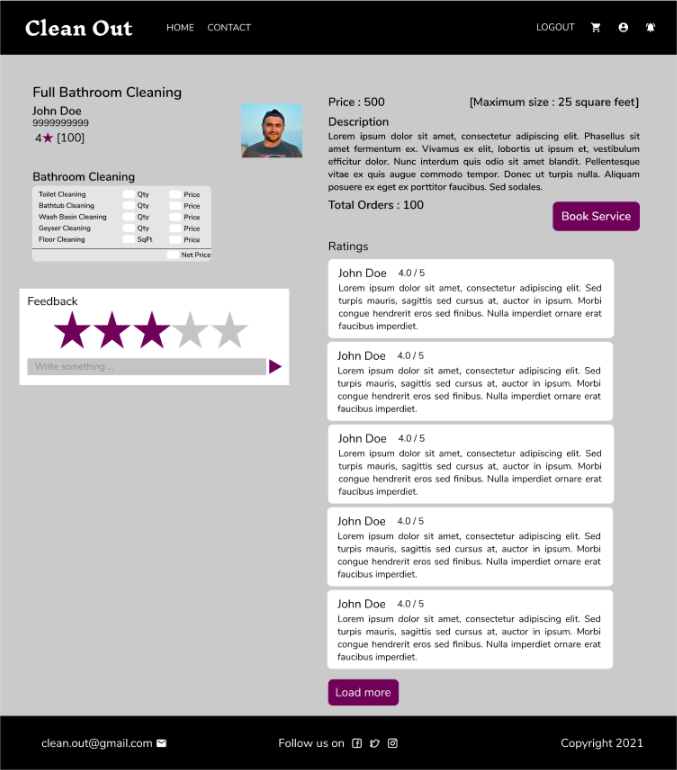 Clean Out
HOME CONTACT
LOGOUT
Full Bathroom Cleaning
John Doe
9999999999
4★ [100]
Bathroom Cleaning
Toilet Cleaning Qty Price
Bathtub Cleaning Qty Price
Wash Basin Cleaning Qty Price
Geyser Cleaning Qty Price
Floor Cleaning SqFt Price
Net Price
Feedback
Write something ...
Price : 500 [Maximum size : 25 square feet]
Description
Lorem ipsum dolor sit amet, consectetur adipiscing elit. Phasellus sit
amet fermentum ex. Vivamus ex elit, lobortis ut ipsum et, vestibulum
efficitur dolor. Nunc interdum quis odio sit amet blandit. Pellentesque
vitae ex quis augue commodo tempor. Donec ut turpis nulla. Aliquam
posuere ex eget ex porttitor faucibus. Sed sodales.
Total Orders : 100
Book Service
Ratings
John Doe 4.0 / 5
Lorem ipsum dolor sit amet, consectetur adipiscing elit. Sed
turpis mauris, sagittis sed cursus at, auctor in ipsum. Morbi
congue hendrerit eros sed finibus. Nulla imperdiet ornare erat
faucibus imperdiet.
John Doe 4.0 / 5
Lorem ipsum dolor sit amet, consectetur adipiscing elit. Sed
turpis mauris, sagittis sed cursus at, auctor in ipsum. Morbi
congue hendrerit eros sed finibus. Nulla imperdiet ornare erat
faucibus imperdiet.
John Doe 4.0 / 5
Lorem ipsum dolor sit amet, consectetur adipiscing elit. Sed
turpis mauris, sagittis sed cursus at, auctor in ipsum. Morbi
congue hendrerit eros sed finibus. Nulla imperdiet ornare erat
faucibus imperdiet.
John Doe 4.0 / 5
Lorem ipsum dolor sit amet, consectetur adipiscing elit. Sed
turpis mauris, sagittis sed cursus at, auctor in ipsum. Morbi
congue hendrerit eros sed finibus. Nulla imperdiet ornare erat
faucibus imperdiet.
John Doe 4.0 / 5
Lorem ipsum dolor sit amet, consectetur adipiscing elit. Sed
turpis mauris, sagittis sed cursus at, auctor in ipsum. Morbi
congue hendrerit eros sed finibus. Nulla imperdiet ornare erat
faucibus imperdiet.
Load more
clean.out@gmail.com
Follow us on
Copyright 2021